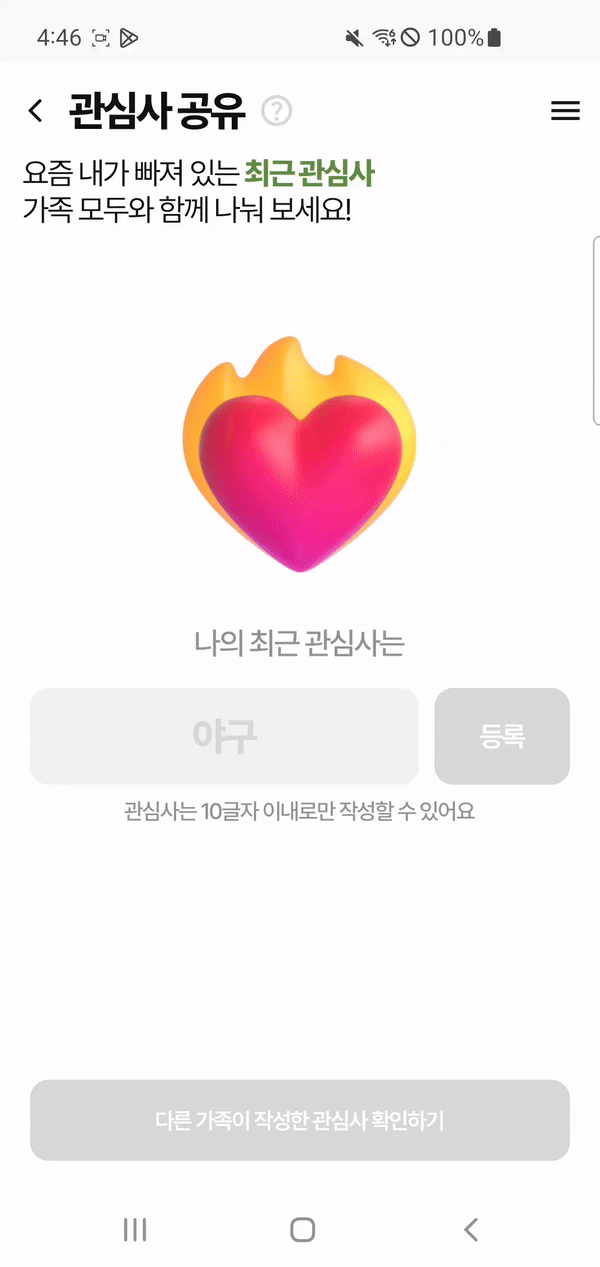 4:46 100%
관심사 공유 ?
요즘 내가 빠져 있는 최근 관심사
가족 모두와 함께 나눠 보세요!
나의 최근 관심사는
야구 등록
관심사는 10글자 이내로만 작성할 수 있어요
다른 가족이 작성한 관심사 확인하기